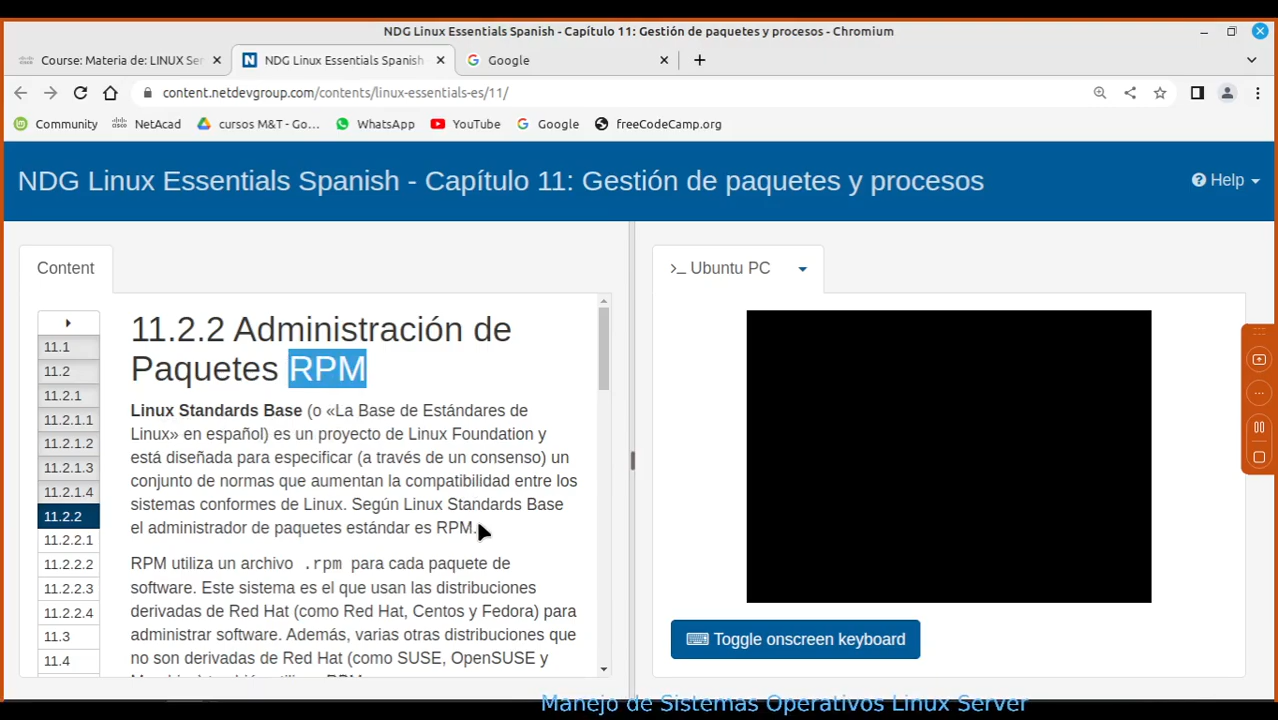 NDG Linux Essentials Spanish - Capítulo 11: Gestión de paquetes y procesos - Chromium
Course: Materia de: LINUX Ser
NDG Linux Essentials Spanish
Google
content.netdevgroup.com/contents/linux-essentials-es/11/
Community
NetAcad
cursos M&T - Go...
WhatsApp
YouTube
Google
freeCodeCamp.org
NDG Linux Essentials Spanish - Capítulo 11: Gestión de paquetes y procesos
Help
Content
>_ Ubuntu PC
11.1
11.2
11.2.1
11.2.1.1
11.2.1.2
11.2.1.3
11.2.1.4
11.2.2
11.2.2.1
11.2.2.2
11.2.2.3
11.2.2.4
11.3
11.4
11.2.2 Administración de
Paquetes RPM
Linux Standards Base (o «La Base de Estándares de
Linux» en español) es un proyecto de Linux Foundation y
está diseñada para especificar (a través de un consenso) un
conjunto de normas que aumentan la compatibilidad entre los
sistemas conformes de Linux. Según Linux Standards Base
el administrador de paquetes estándar es RPM.
RPM utiliza un archivo .rpm para cada paquete de
software. Este sistema es el que usan las distribuciones
derivadas de Red Hat (como Red Hat, Centos y Fedora) para
administrar software. Además, varias otras distribuciones que
no son derivadas de Red Hat (como SUSE, OpenSUSE y
Toggle onscreen keyboard
Manejo de Sistemas Operativos Linux Server